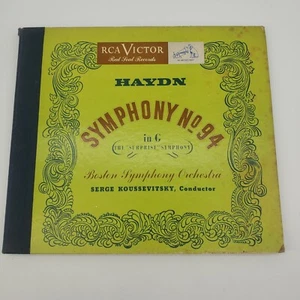 RCA VICTOR
Red Seal Records
HAYDN
SYMPHONY No 94
in G
(THE "SURPRISE" SYMPHONY)
Boston Symphony Orchestra
SERGE KOUSSEVITSKY, Conductor